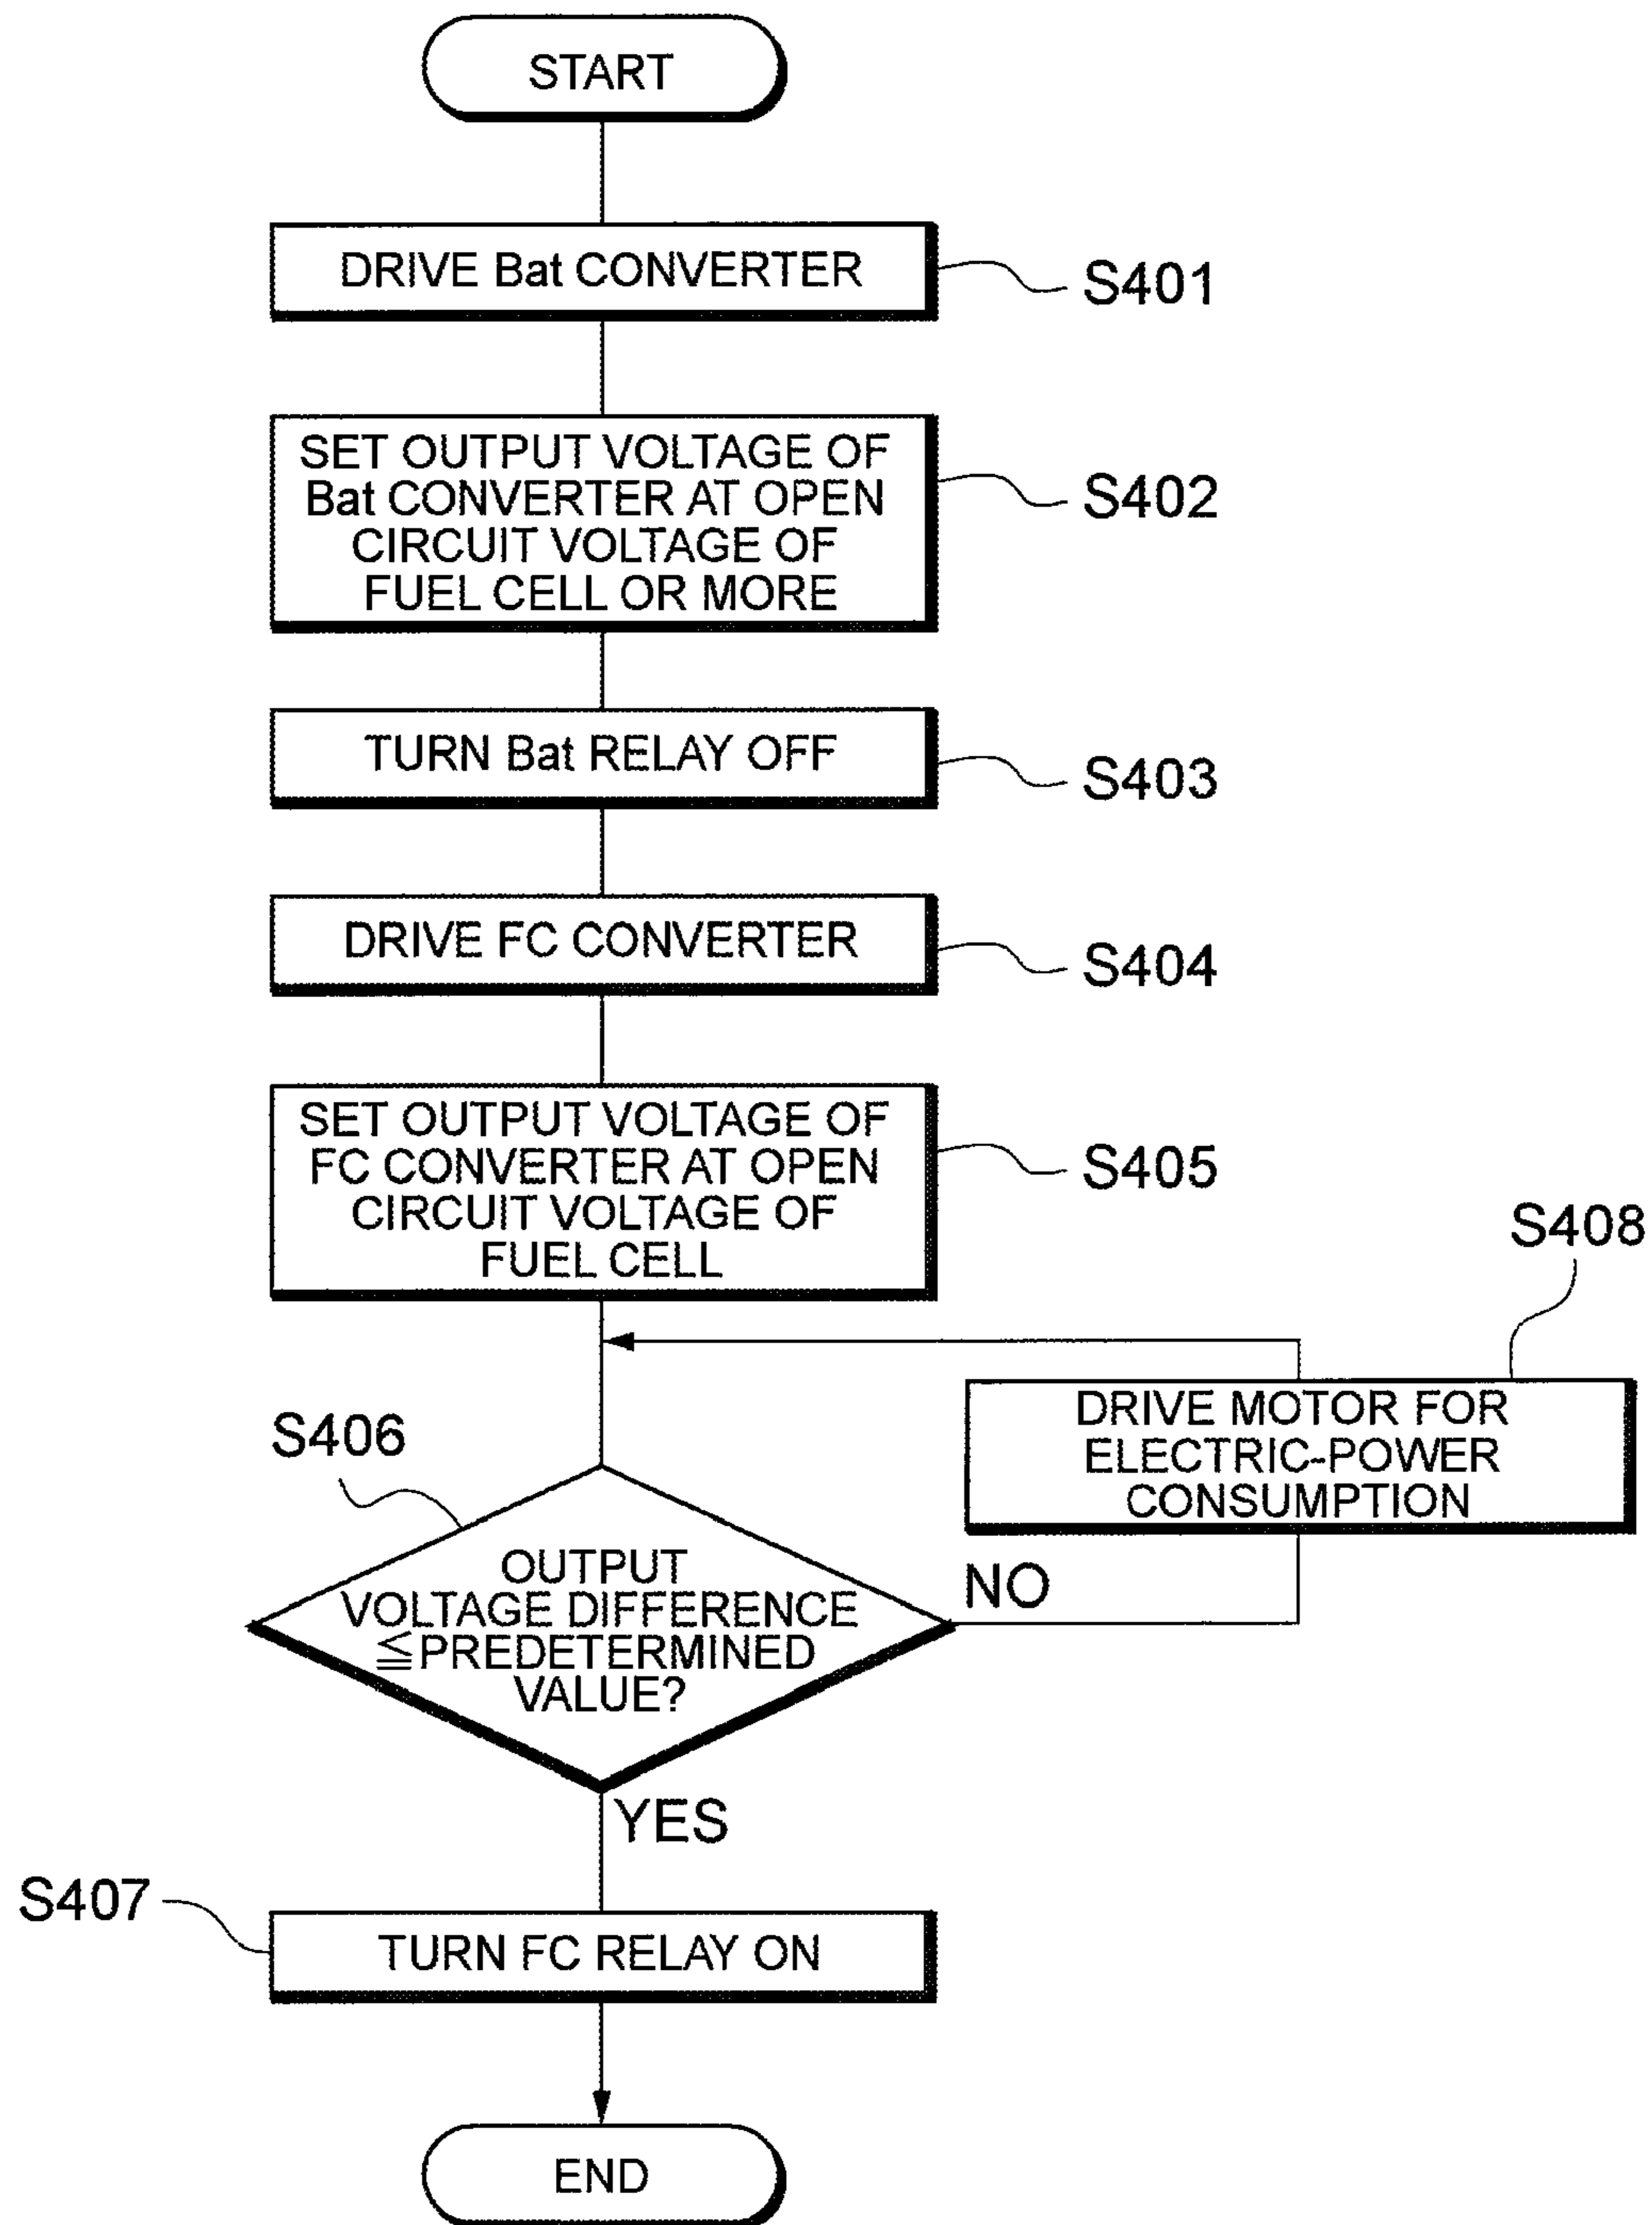 START
DRIVE Bat CONVERTER
S401
SET OUTPUT VOLTAGE OF
Bat CONVERTER AT OPEN
CIRCUIT VOLTAGE OF
FUEL CELL OR MORE
S402
TURN Bat RELAY OFF
S403
DRIVE FC CONVERTER
S404
SET OUTPUT VOLTAGE OF
FC CONVERTER AT OPEN
CIRCUIT VOLTAGE OF
FUEL CELL
S405
S408
DRIVE MOTOR FOR
ELECTRIC-POWER
CONSUMPTION
S406
OUTPUT
VOLTAGE DIFFERENCE
≦PREDETERMINED
VALUE?
NO
YES
S407
TURN FC RELAY ON
END